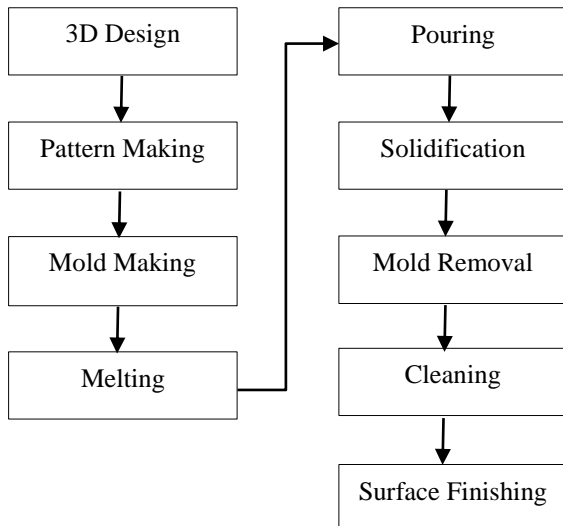 3D Design
Pattern Making
Mold Making
Melting
Pouring
Solidification
Mold Removal
Cleaning
Surface Finishing